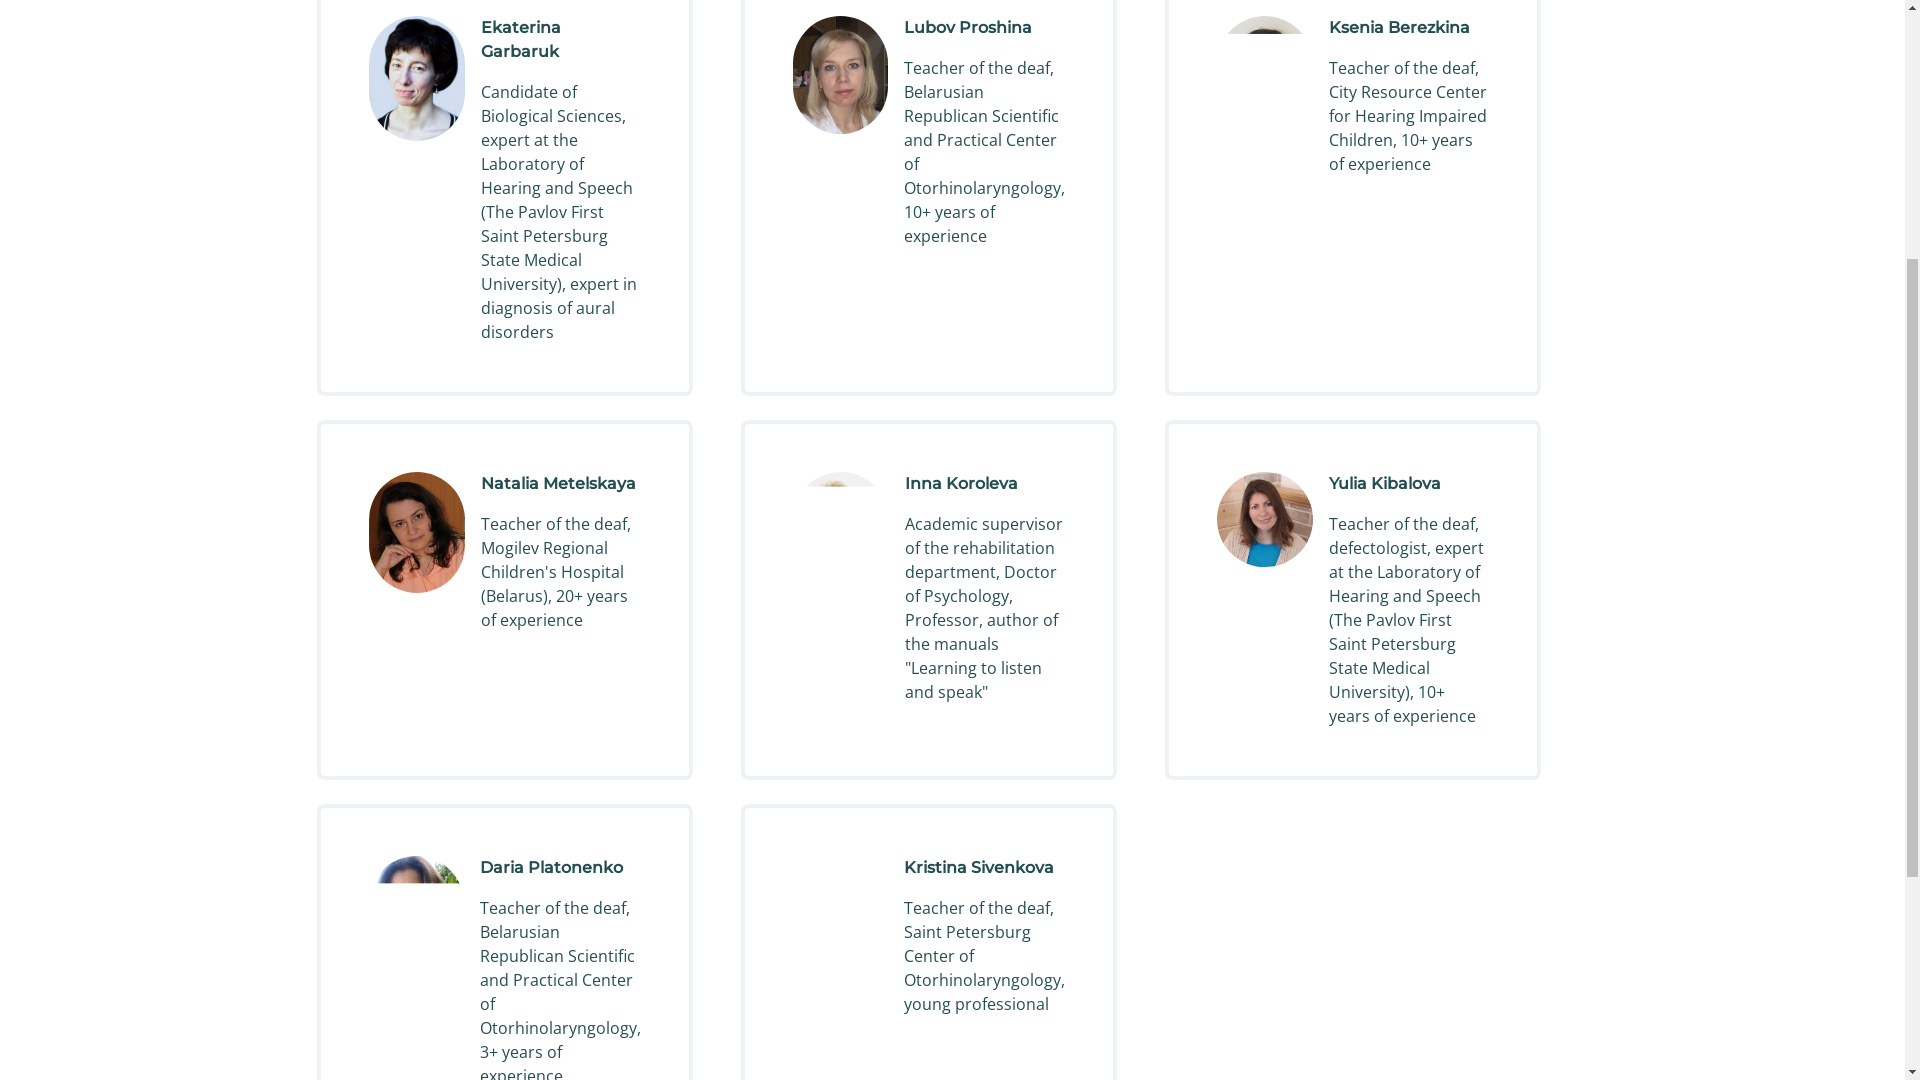 Ekaterina
Garbaruk
Candidate of
Biological Sciences,
expert at the
Laboratory of
Hearing and Speech
(The Pavlov First
Saint Petersburg
State Medical
University), expert in
diagnosis of aural
disorders
Lubov Proshina
Teacher of the deaf,
Belarusian
Republican Scientific
and Practical Center
of
Otorhinolaryngology,
10+ years of
experience
Ksenia Berezkina
Teacher of the deaf,
City Resource Center
for Hearing Impaired
Children, 10+ years
of experience
Natalia Metelskaya
Teacher of the deaf,
Mogilev Regional
Children's Hospital
(Belarus), 20+ years
of experience
Inna Koroleva
Academic supervisor
of the rehabilitation
department, Doctor
of Psychology,
Professor, author of
the manuals
"Learning to listen
and speak"
Yulia Kibalova
Teacher of the deaf,
defectologist, expert
at the Laboratory of
Hearing and Speech
(The Pavlov First
Saint Petersburg
State Medical
University), 10+
years of experience
Daria Platonenko
Teacher of the deaf,
Belarusian
Republican Scientific
and Practical Center
of
Otorhinolaryngology,
3+ years of
experience
Kristina Sivenkova
Teacher of the deaf,
Saint Petersburg
Center of
Otorhinolaryngology,
young professional